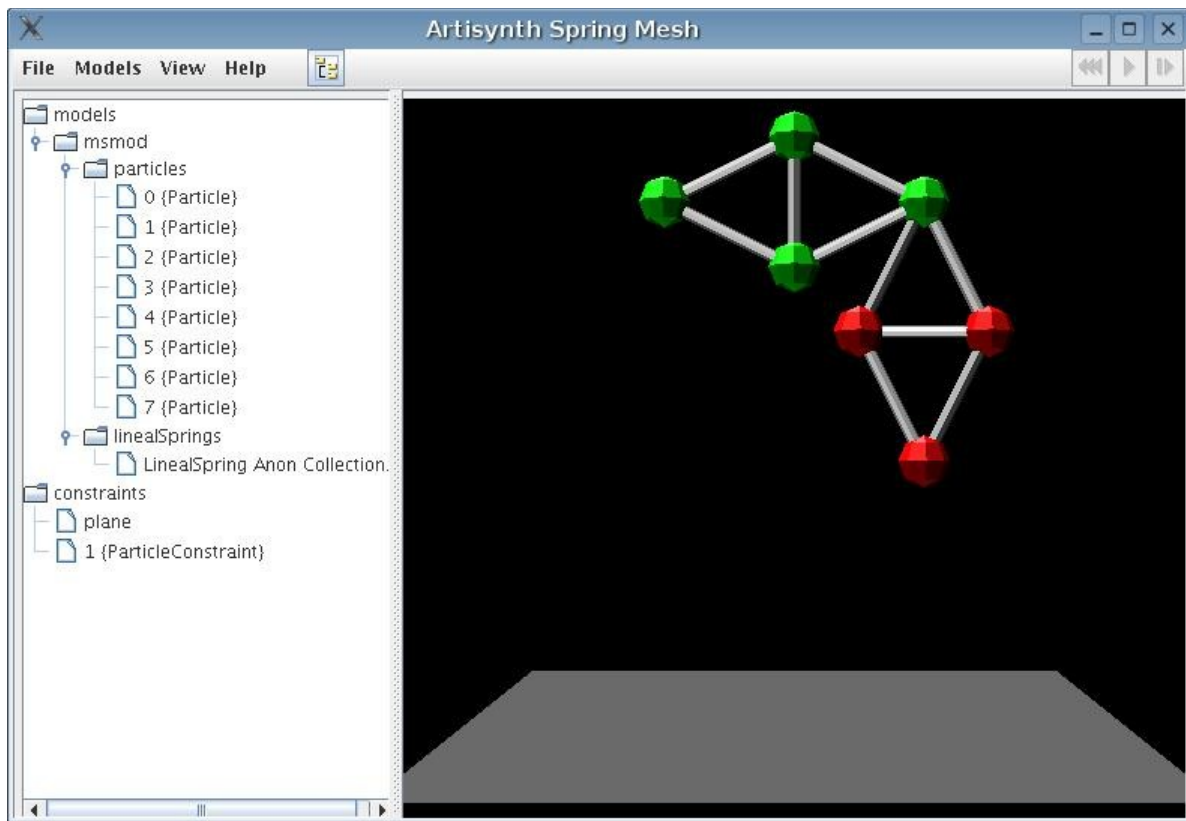 Artisynth Spring Mesh
File Models View Help
models
msmod
particles
0 {Particle}
1 {Particle}
2 {Particle}
3 {Particle}
4 {Particle}
5 {Particle}
6 {Particle}
7 {Particle}
linealSprings
LinealSpring Anon Collection.
constraints
plane
1 {ParticleConstraint}